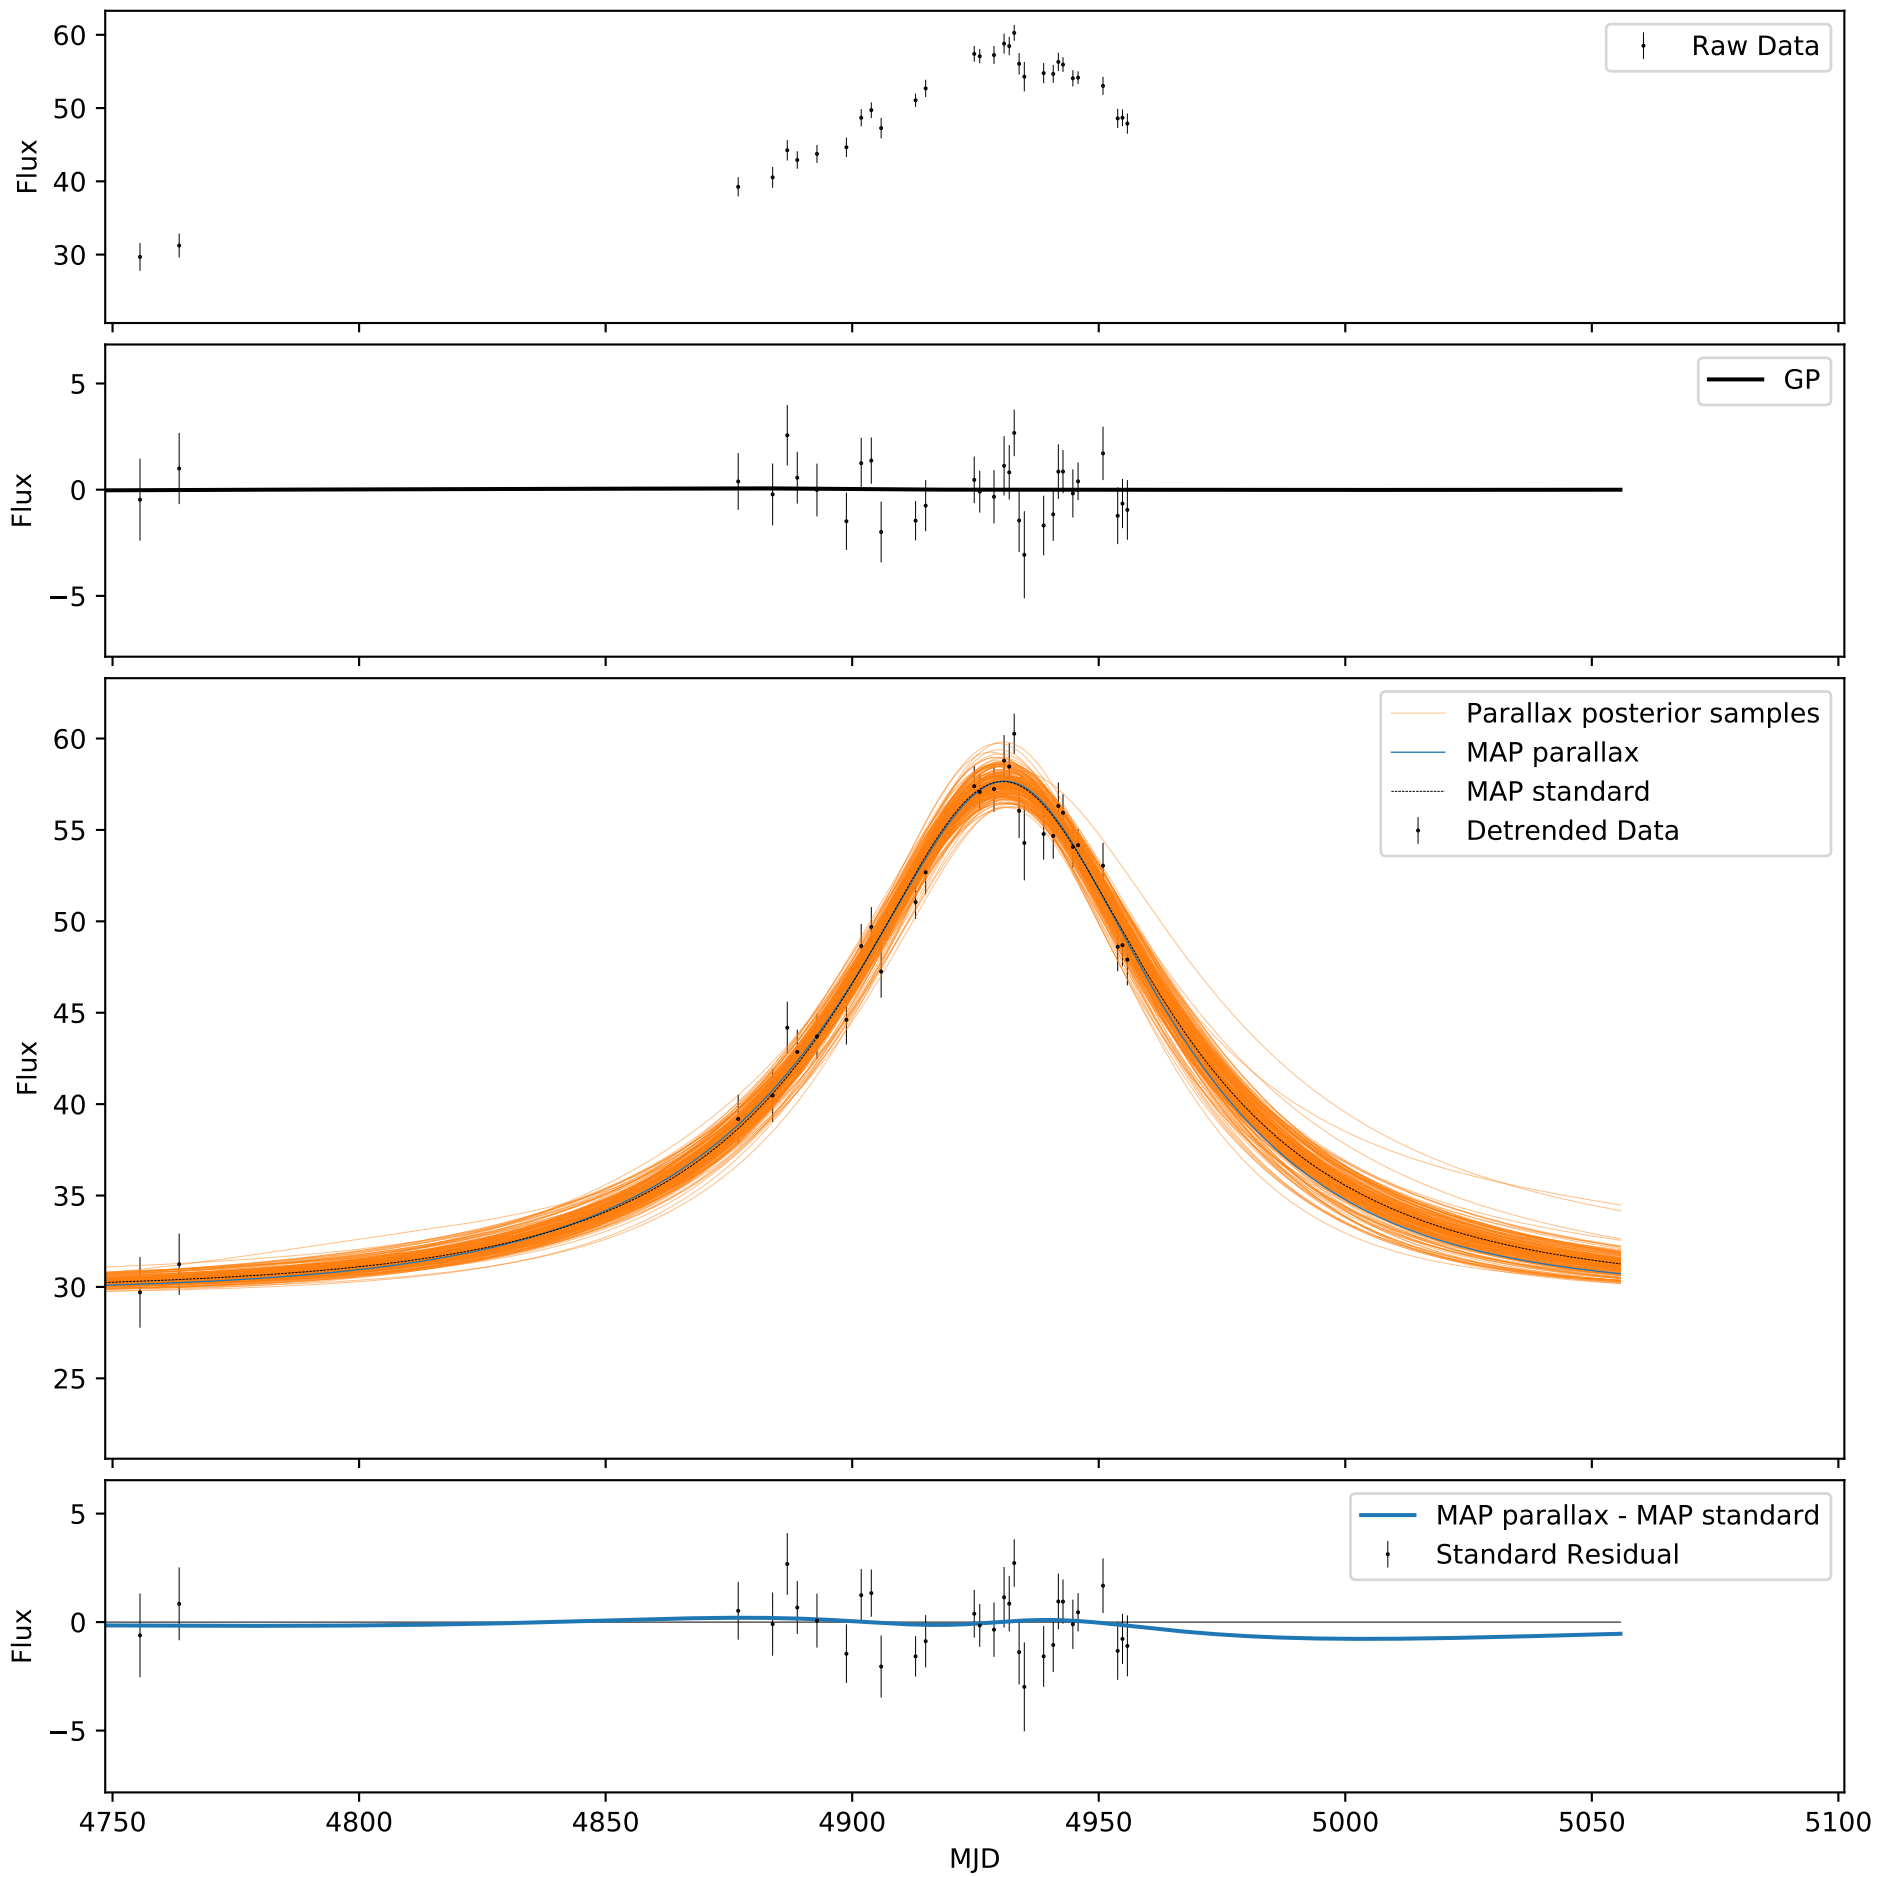 60
50
40
30
Flux
Raw Data
5
0
−5
Flux
GP
60
55
50
45
40
35
30
25
Flux
Parallax posterior samples
MAP parallax
MAP standard
Detrended Data
5
0
−5
Flux
MAP parallax - MAP standard
Standard Residual
4750 4800 4850 4900 4950 5000 5050 5100
MJD